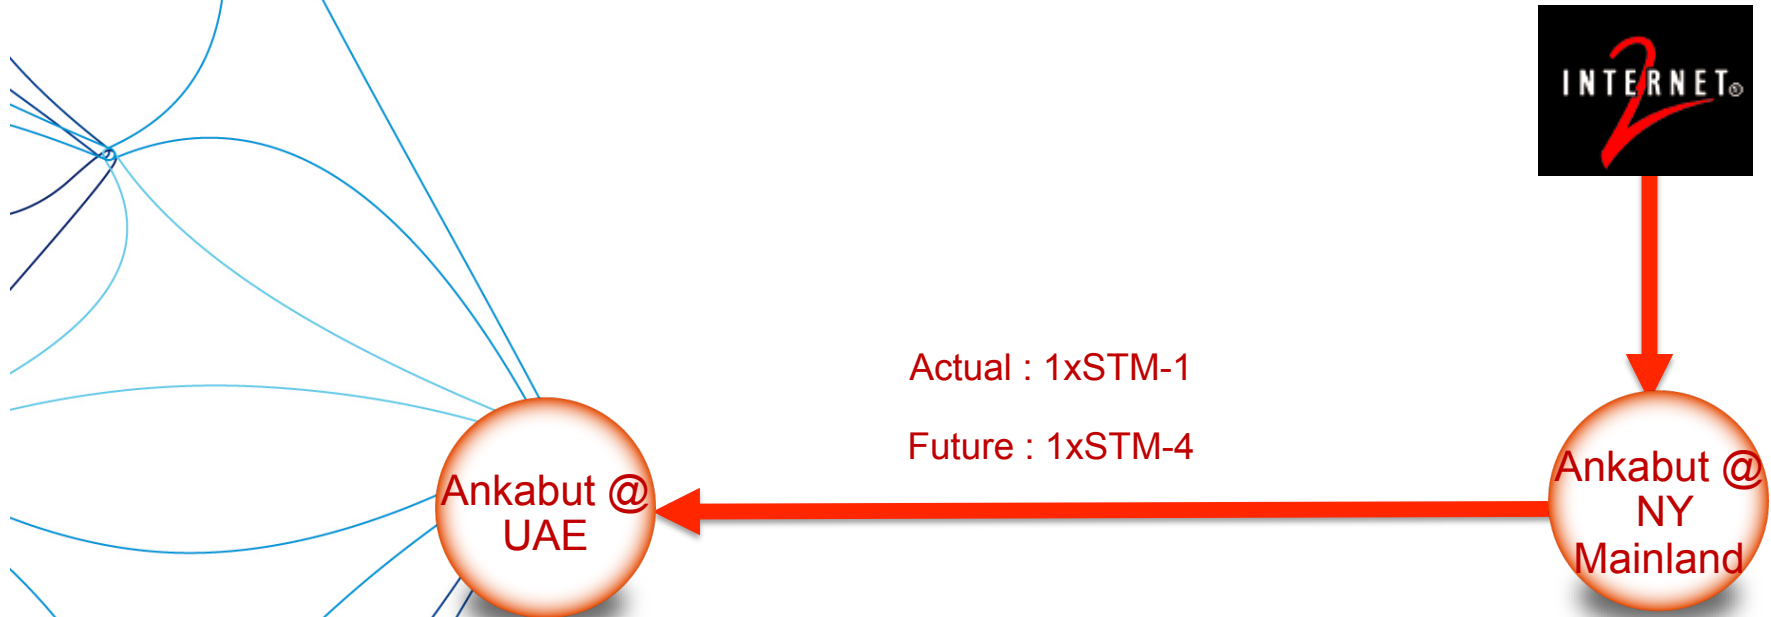 INTERNET®
2
Actual : 1xSTM-1
Future : 1xSTM-4
Ankabut @
UAE
Ankabut @
NY
Mainland